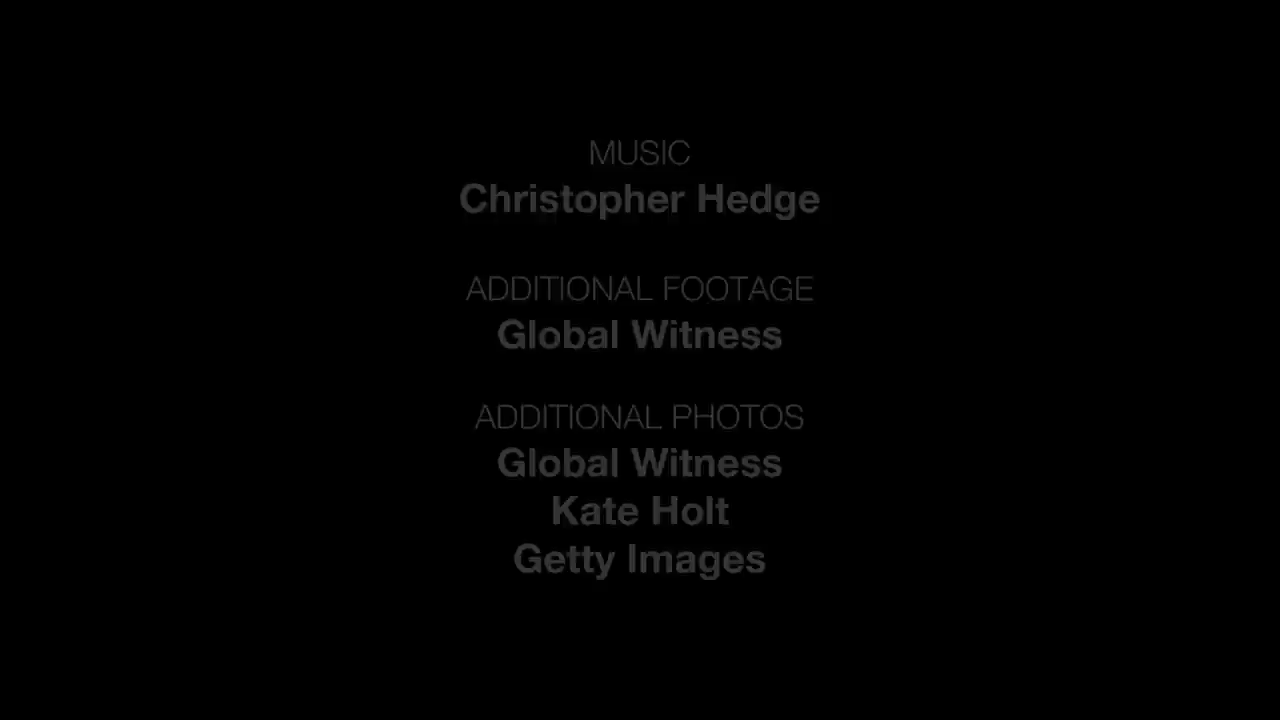 MUSIC
Christopher Hedge
ADDITIONAL FOOTAGE
Global Witness
ADDITIONAL PHOTOS
Global Witness
Kate Holt
Getty Images